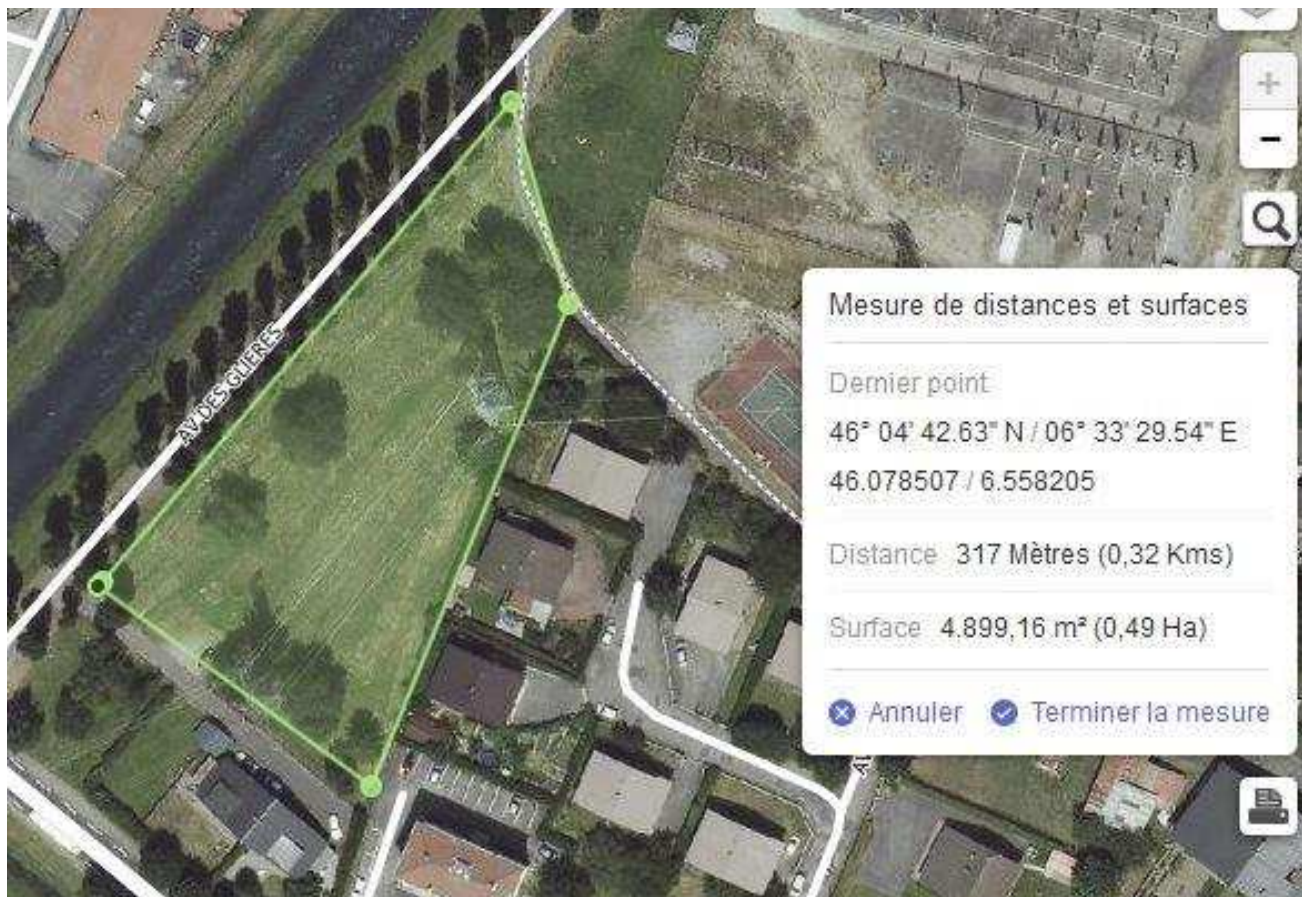 AV DES GLIERES
Mesure de distances et surfaces
Dernier point
46° 04' 42.63" N / 06° 33' 29.54" E
46.078507 / 6.558205
Distance 317 Mètres (0,32 Kms)
Surface 4.899,16 m² (0,49 Ha)
Annuler Terminer la mesure
AV